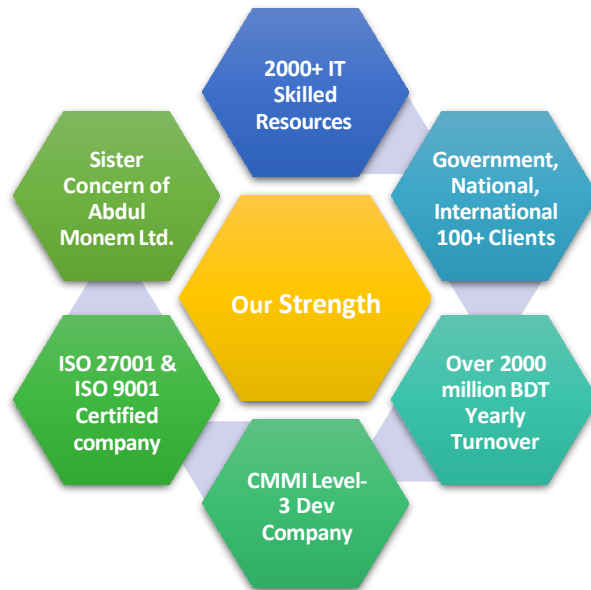 2000+ IT
Skilled
Resources
Government,
National,
International
100+ Clients
Over 2000
million BDT
Yearly
Turnover
CMMI Level-
3 Dev
Company
ISO 27001 &
ISO 9001
Certified
company
Sister
Concern of
Abdul
Monem Ltd.
Our Strength